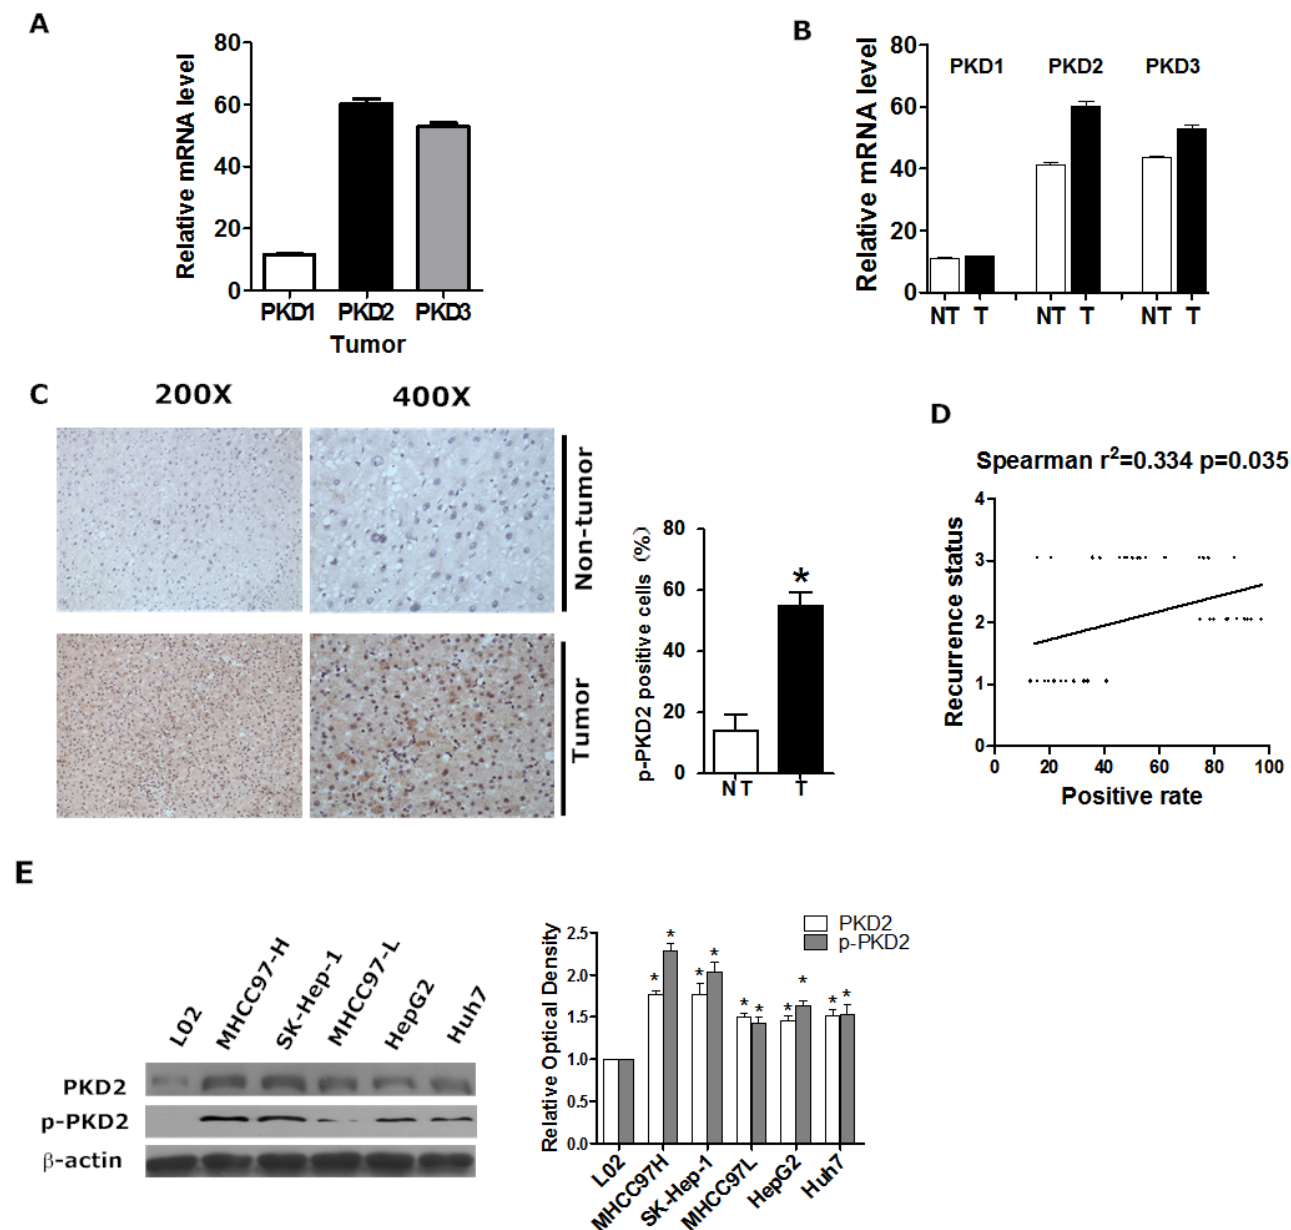 A
80
60
40
20
0
Relative mRNA level
PKD1 PKD2 PKD3
Tumor
B
80
60
40
20
0
Relative mRNA level
PKD1 PKD2 PKD3
NT T NT T NT T
C
200X 400X
Non-tumor
Tumor
80
60
40
20
0
p-PKD2 positive cells (%)
*
NT T
D
Spearman r²=0.334 p=0.035
4
3
2
1
0
Recurrence status
0 20 40 60 80 100
Positive rate
E
L02 MHCC97-H SK-Hep-1 MHCC97-L HepG2 Huh7
PKD2
p-PKD2
β-actin
PKD2
p-PKD2
2.5
2.0
1.5
1.0
0.5
0.0
Relative Optical Density
* * * * * * * * * *
L02 MHCC97H SK-Hep-1 MHCC97L HepG2 Huh7